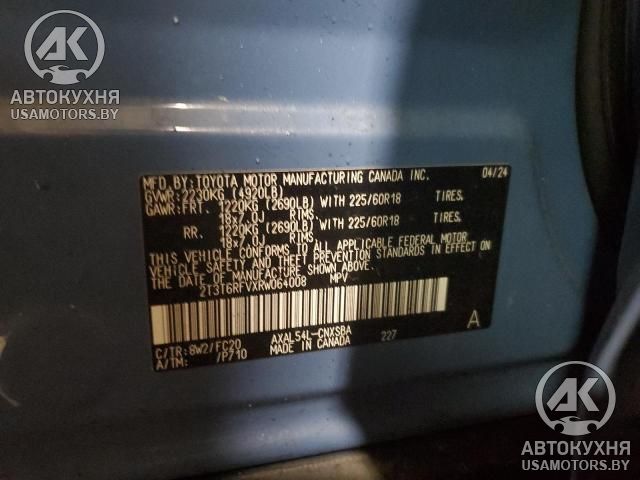 AK
АВТОКУХНЯ
USAMOTORS.BY
MFD.BY:TOYOTA MOTOR MANUFACTURING CANADA INC. 04/24
GVWR:2230KG (4920LB)
GAWR:FRT. 1220KG (2690LB) WITH 225/60R18 TIRES.
18x7.0J RIMS.
RR. 1220KG (2690LB) WITH 225/60R18 TIRES.
18x7.0J RIMS.
THIS VEHICLE CONFORMS TO ALL APPLICABLE FEDERAL MOTOR
VEHICLE SAFETY AND THEFT PREVENTION STANDARDS IN EFFECT ON
THE DATE OF MANUFACTURE SHOWN ABOVE.
2T3T6RFVXRW064008 MPV
C/TR:8W2/FC20 AXAL54L-CNXSBA 227 A
A/TM: /P710 MADE IN CANADA
AK
АВТОКУХНЯ
USAMOTORS.BY